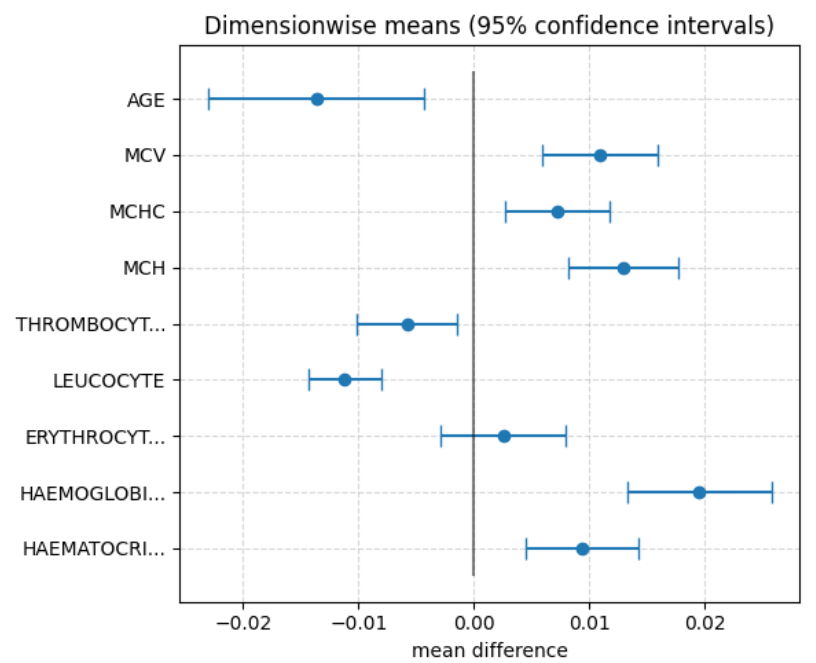 Dimensionwise means (95% confidence intervals)
AGE
MCV
MCHC
MCH
THROMBOCYT...
LEUCOCYTE
ERYTHROCYT...
HAEMOGLOBI...
HAEMATOCRI...
−0.02 −0.01 0.00 0.01 0.02
mean difference